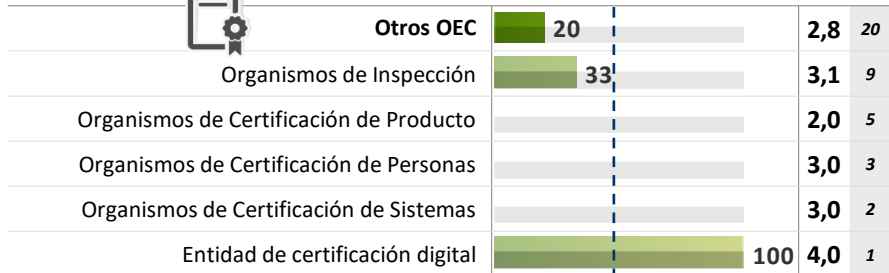 Otros OEC 20 2,8 20
Organismos de Inspección 33 3,1 9
Organismos de Certificación de Producto 2,0 5
Organismos de Certificación de Personas 3,0 3
Organismos de Certificación de Sistemas 3,0 2
Entidad de certificación digital 100 4,0 1